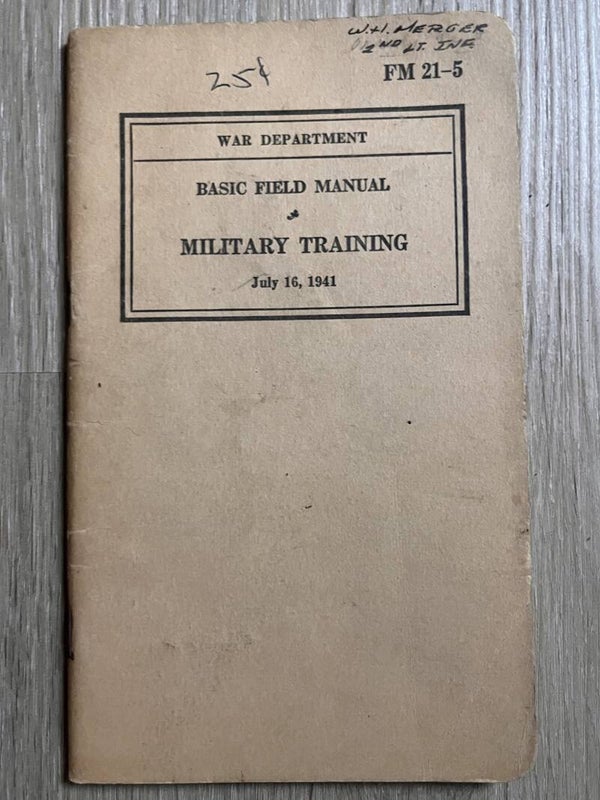 W.H. MERGER
2ND LT. INF
25¢
FM 21-5
WAR DEPARTMENT
BASIC FIELD MANUAL
MILITARY TRAINING
July 16, 1941